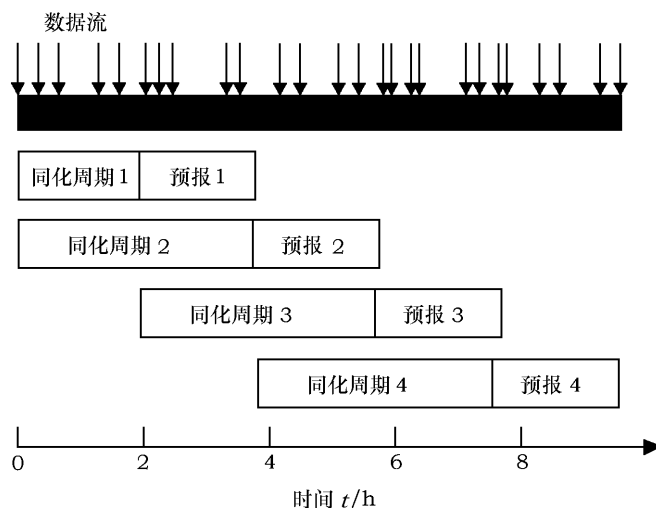 数据流
同化周期1 预报1
同化周期2 预报2
同化周期3 预报3
同化周期4 预报4
0 2 4 6 8
时间 t/h